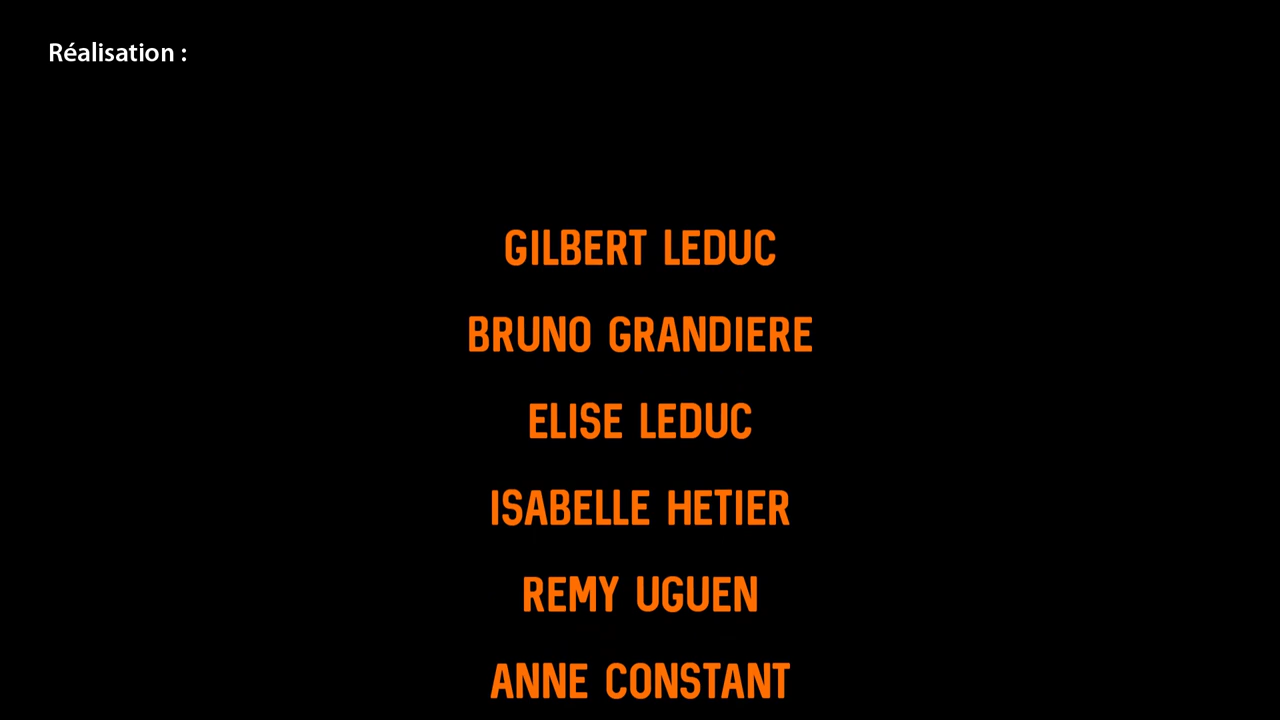 Réalisation :
GILBERT LEDUC
BRUNO GRANDIERE
ELISE LEDUC
ISABELLE HETIER
REMY UGUEN
ANNE CONSTANT